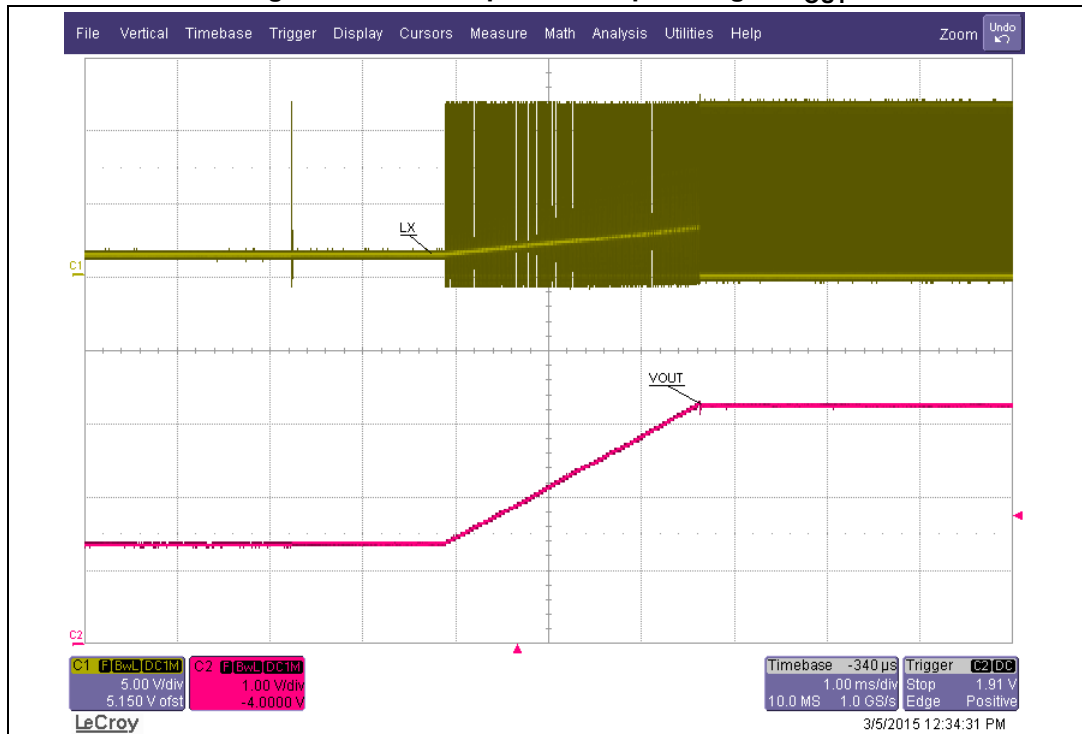 File Vertical Timebase Trigger Display Cursors Measure Math Analysis Utilities Help Zoom Undo
LX
C1
VOUT
C2
C1 F BwL DC1M C2 F BwL DC1M Timebase -340 µs Trigger C2 DC
5.00 V/div 1.00 V/div 1.00 ms/div Stop 1.91 V
5.150 V ofst -4.0000 V 10.0 MS 1.0 GS/s Edge Positive
LeCroy 3/5/2015 12:34:31 PM